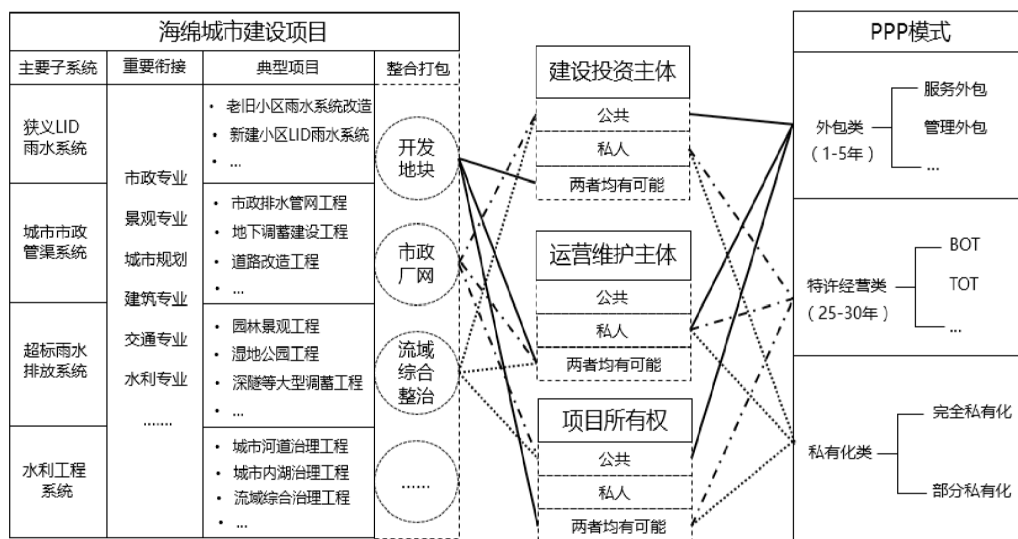 海绵城市建设项目
主要子系统
重要衔接
典型项目
整合打包
狭义LID
雨水系统
城市市政
管渠系统
超标雨水
排放系统
水利工程
系统
市政专业
景观专业
城市规划
建筑专业
交通专业
水利专业
.......
• 老旧小区雨水系统改造
• 新建小区LID雨水系统
• ...
• 市政排水管网工程
• 地下调蓄建设工程
• 道路改造工程
• ...
• 园林景观工程
• 湿地公园工程
• 深隧等大型调蓄工程
• ...
• 城市河道治理工程
• 城市内湖治理工程
• 流域综合治理工程
• ...
开发
地块
市政
厂网
流域
综合
整治
......
建设投资主体
公共
私人
两者均有可能
运营维护主体
公共
私人
两者均有可能
项目所有权
公共
私人
两者均有可能
PPP模式
外包类
（1-5年）
服务外包
管理外包
...
特许经营类
（25-30年）
BOT
TOT
...
私有化类
完全私有化
部分私有化